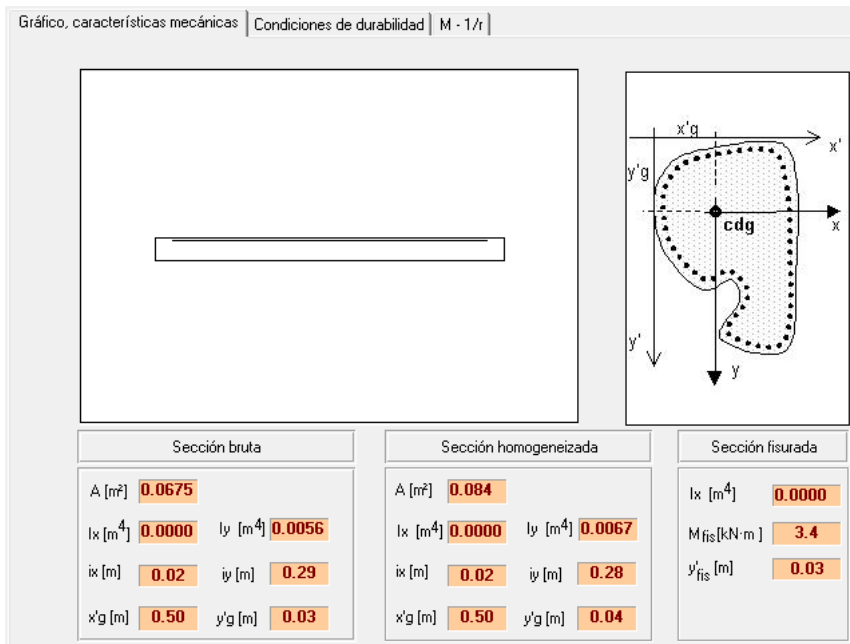 Gráfico, características mecánicas Condiciones de durabilidad M - 1/r
x'g
x'
y'g
cdg
x
y'
y
Sección bruta Sección homogeneizada Sección fisurada
A [m²] 0.0675 A [m²] 0.084 Ix [m4] 0.0000
Ix [m4] 0.0000 Iy [m4] 0.0056 Ix [m4] 0.0000 Iy [m4] 0.0067 Mfis[kN·m ] 3.4
ix [m] 0.02 iy [m] 0.29 ix [m] 0.02 iy [m] 0.28 y'fis [m] 0.03
x'g [m] 0.50 y'g [m] 0.03 x'g [m] 0.50 y'g [m] 0.04